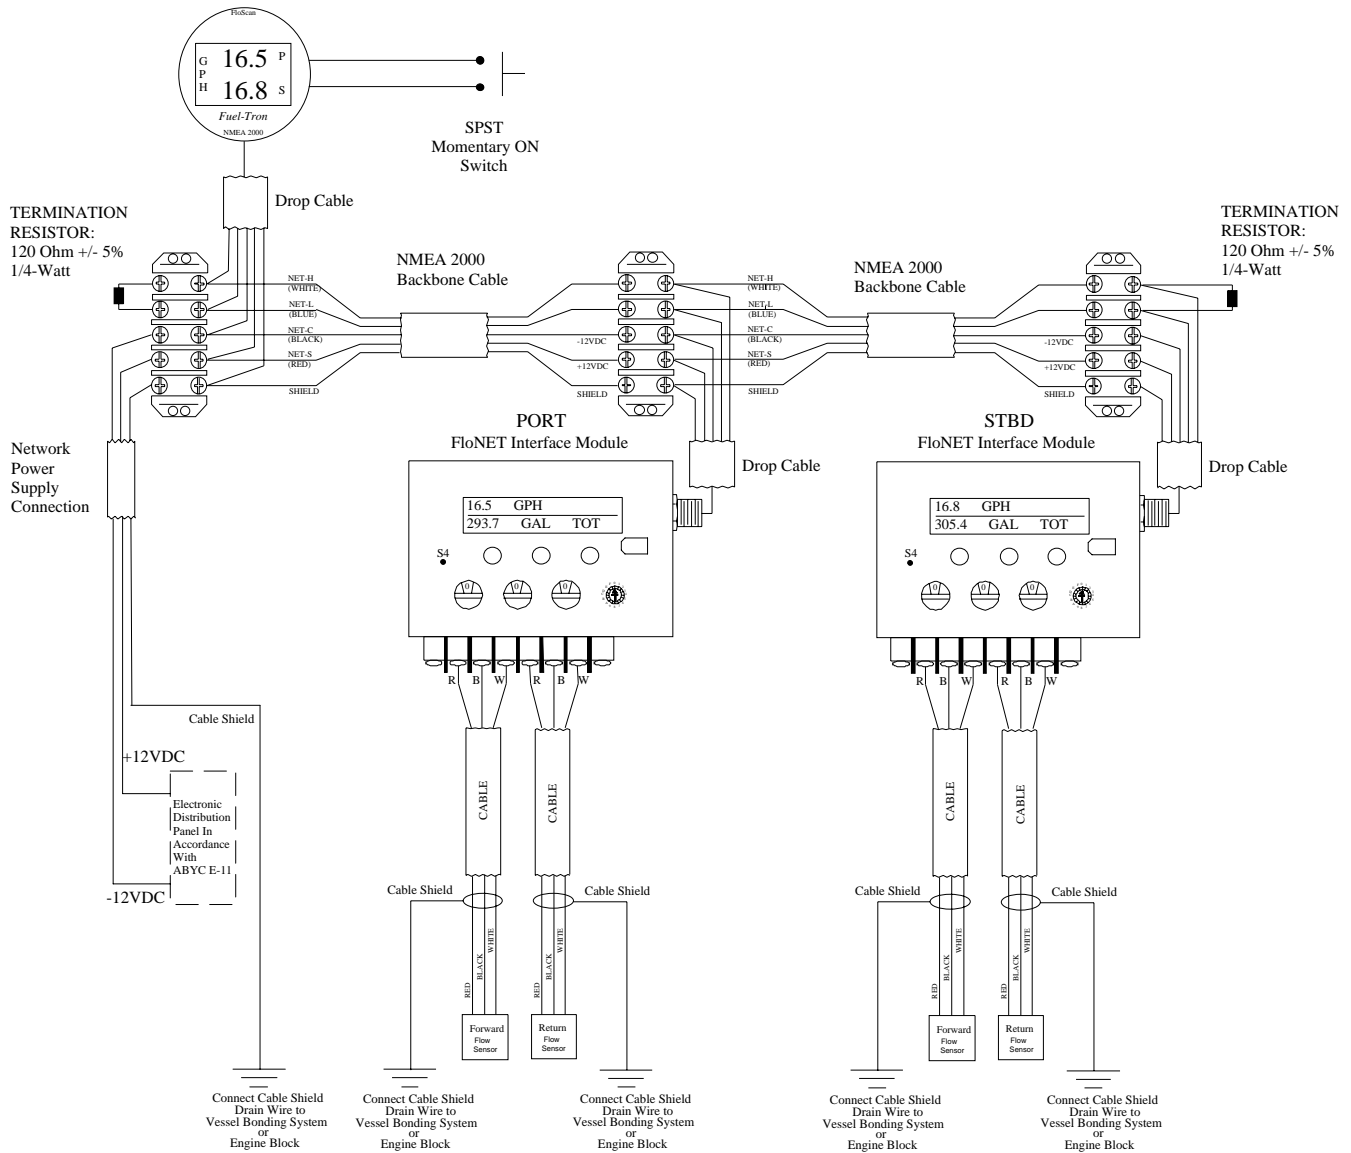 FloScan
G
P
H
16.5 P
16.8 S
Fuel-Tron
NMEA 2000
SPST
Momentary ON
Switch
Drop Cable
TERMINATION
RESISTOR:
120 Ohm +/- 5%
1/4-Watt
NMEA 2000
Backbone Cable
NMEA 2000
Backbone Cable
TERMINATION
RESISTOR:
120 Ohm +/- 5%
1/4-Watt
NET-H
(WHITE)
NET-L
(BLUE)
NET-C
(BLACK)
NET-S
(RED)
SHIELD
-12VDC
+12VDC
SHIELD
NET-H
(WHITE)
NET-L
(BLUE)
NET-C
(BLACK)
NET-S
(RED)
SHIELD
-12VDC
+12VDC
SHIELD
Network
Power
Supply
Connection
PORT
FloNET Interface Module
Drop Cable
16.5 GPH
293.7 GAL TOT
S4
0 0 0
R B W R B W
STBD
FloNET Interface Module
Drop Cable
16.8 GPH
305.4 GAL TOT
S4
0 0 0
R B W R B W
Cable Shield
+12VDC
Electronic
Distribution
Panel In
Accordance
With
ABYC E-11
-12VDC
CABLE
CABLE
CABLE
CABLE
Cable Shield
Cable Shield
Cable Shield
Cable Shield
RED
BLACK
WHITE
RED
BLACK
WHITE
RED
BLACK
WHITE
RED
BLACK
WHITE
Forward
Flow
Sensor
Return
Flow
Sensor
Forward
Flow
Sensor
Return
Flow
Sensor
Connect Cable Shield
Drain Wire to
Vessel Bonding System
or
Engine Block
Connect Cable Shield
Drain Wire to
Vessel Bonding System
or
Engine Block
Connect Cable Shield
Drain Wire to
Vessel Bonding System
or
Engine Block
Connect Cable Shield
Drain Wire to
Vessel Bonding System
or
Engine Block
Connect Cable Shield
Drain Wire to
Vessel Bonding System
or
Engine Block